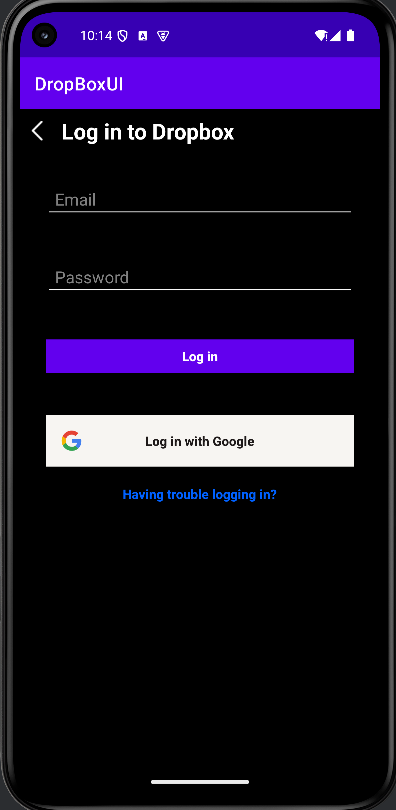 10:14
DropBoxUI
Log in to Dropbox
Email
Password
Log in
Log in with Google
Having trouble logging in?